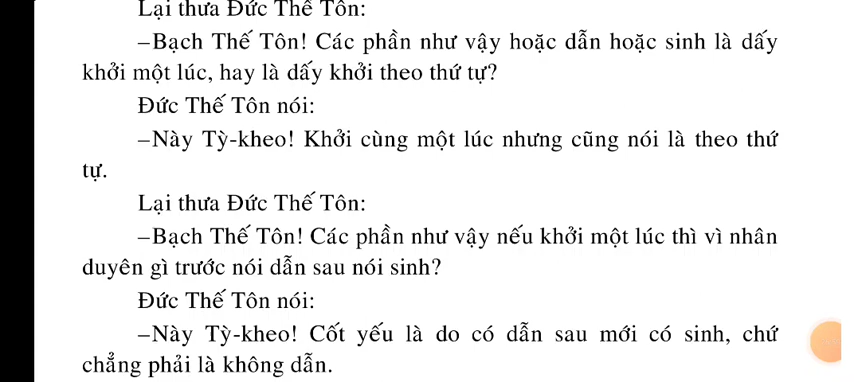 Lại thưa Đức Thế Tôn:
–Bạch Thế Tôn! Các phần như vậy hoặc dẫn hoặc sinh là dấy
khởi một lúc, hay là dấy khởi theo thứ tự?
Đức Thế Tôn nói:
–Này Tỳ-kheo! Khởi cùng một lúc nhưng cũng nói là theo thứ
tự.
Lại thưa Đức Thế Tôn:
–Bạch Thế Tôn! Các phần như vậy nếu khởi một lúc thì vì nhân
duyên gì trước nói dẫn sau nói sinh?
Đức Thế Tôn nói:
–Này Tỳ-kheo! Cốt yếu là do có dẫn sau mới có sinh, chứ
chẳng phải là không dẫn.